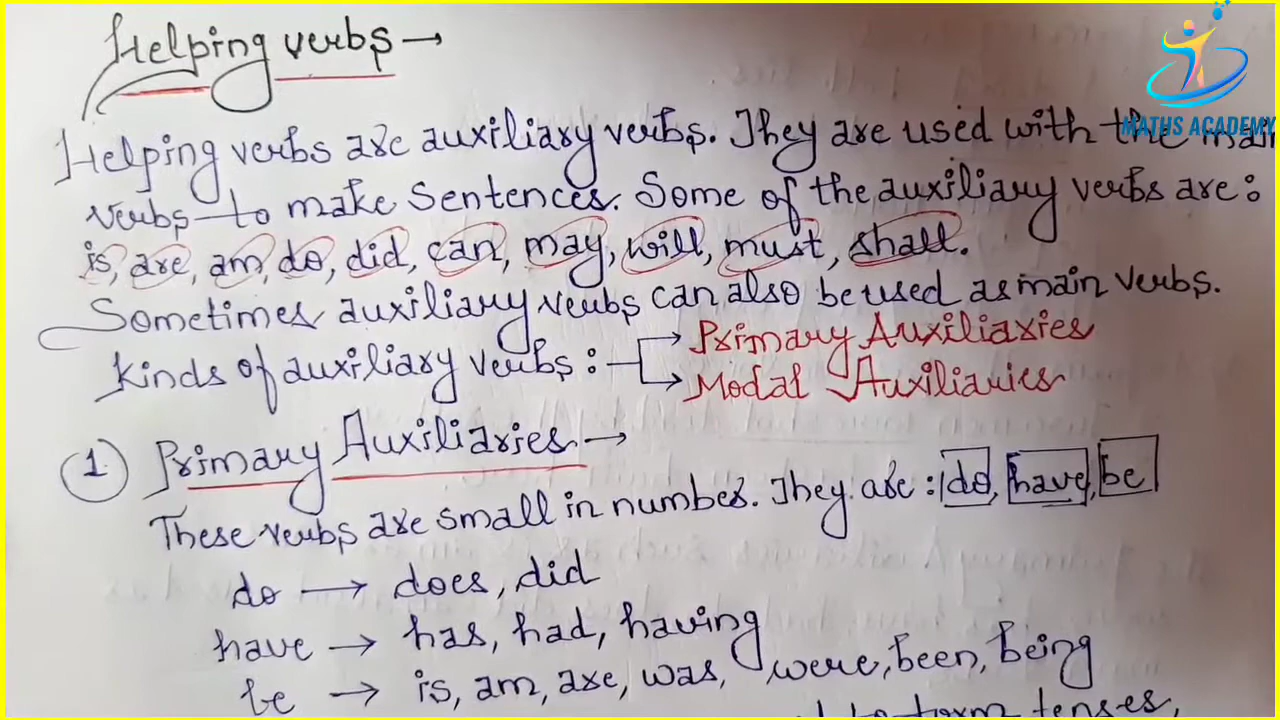 Helping verbs →
MATHS ACADEMY
Helping verbs are auxiliary verbs. They are used with the main
verbs to make Sentences. Some of the auxiliary verbs are:
is, are, am, do, did, can, may, will, must, shall.
Sometimes auxiliary verbs can also be used as main verbs.
Kinds of auxiliary verbs: → Primary Auxiliaries
→ Modal Auxiliaries
1 Primary Auxiliaries →
These verbs are small in number. They are: do, have, be
do → does, did
have → has, had, having
be → is, am, are, was, were, been, being
to form tenses,